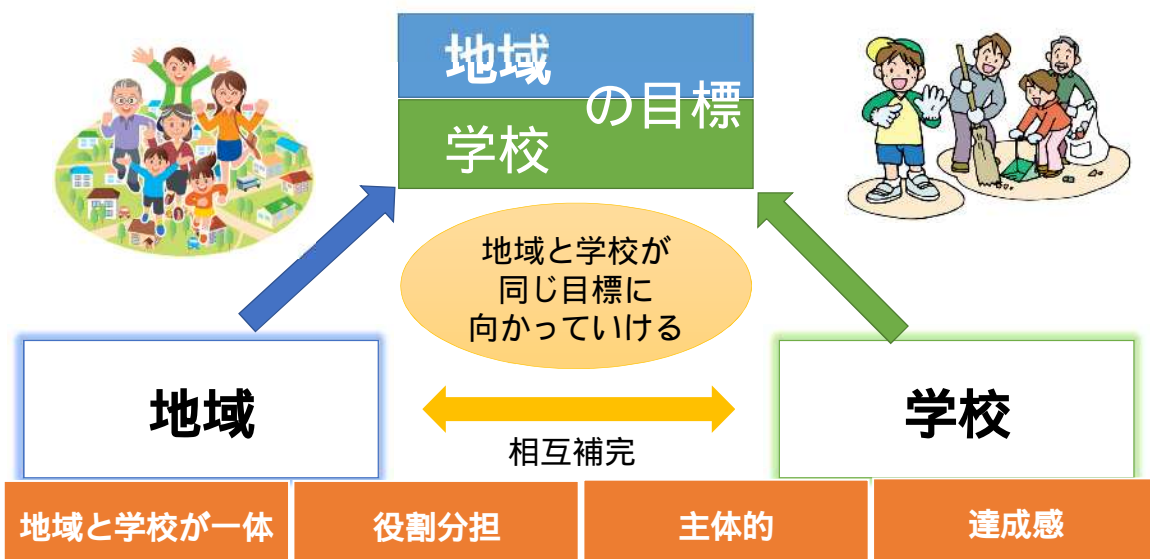 地域
の目標
学校
地域と学校が
同じ目標に
向かっていける
地域
学校
相互補完
地域と学校が一体
役割分担
主体的
達成感